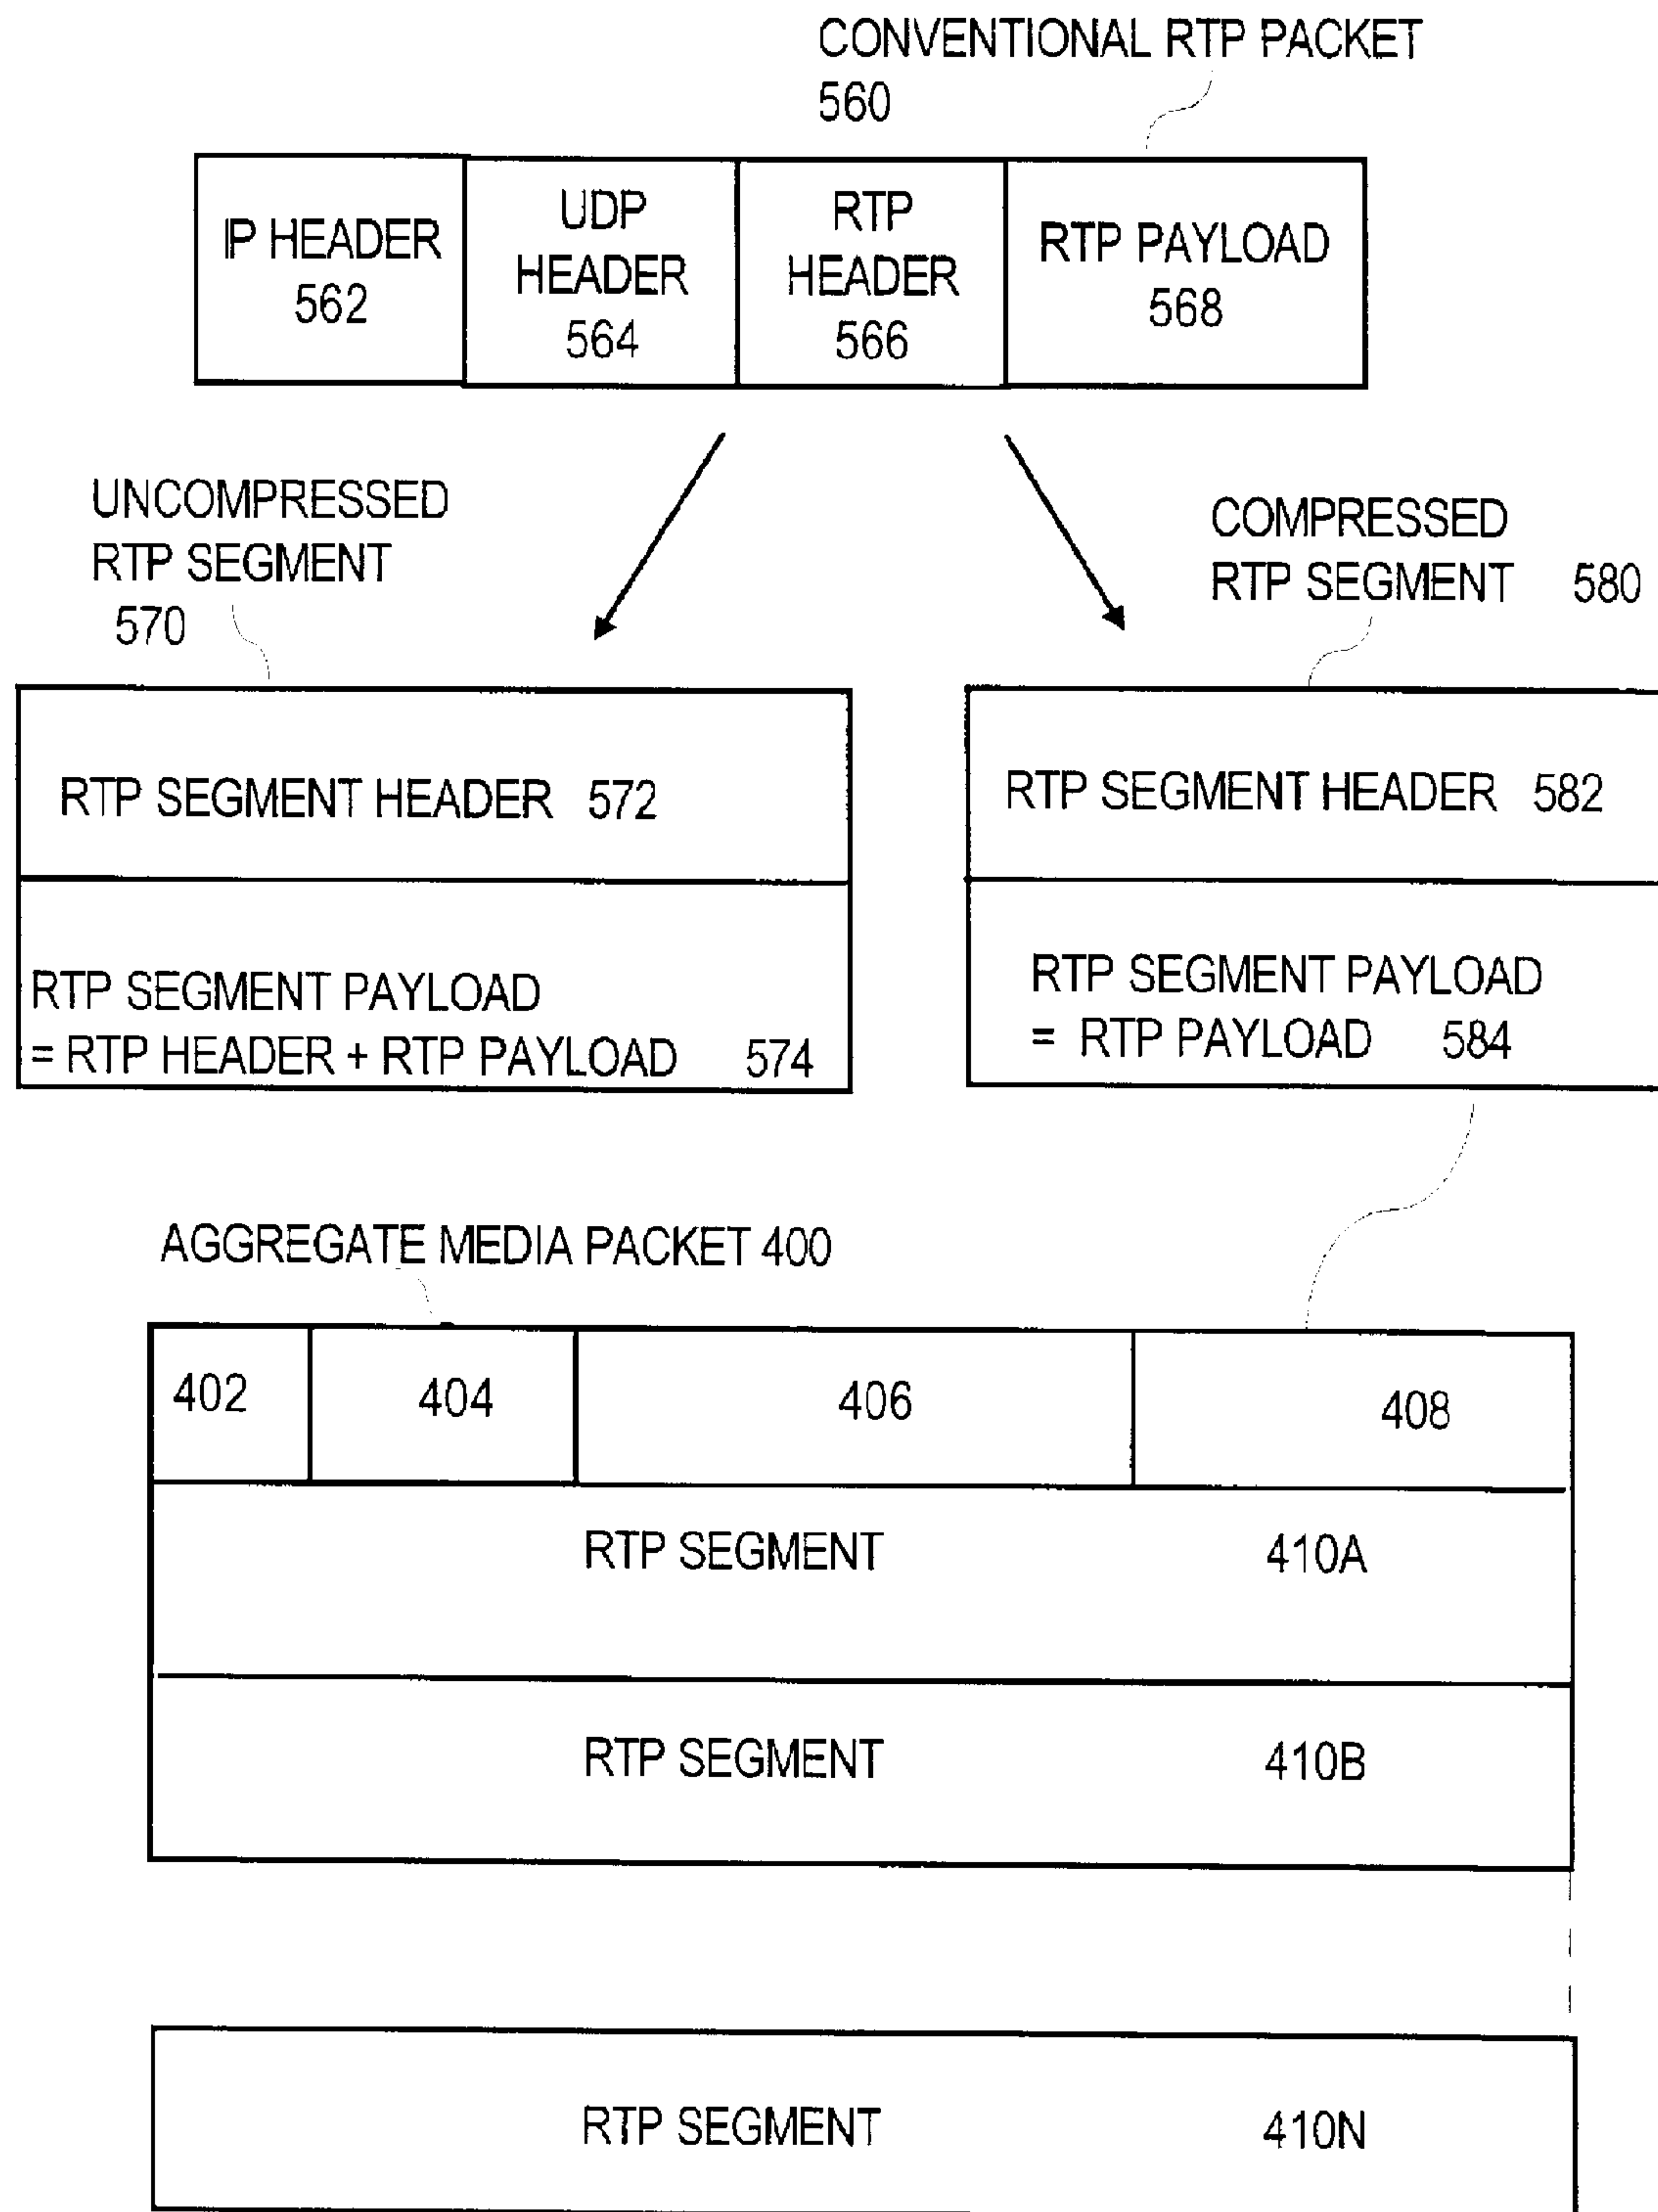 CONVENTIONAL RTP PACKET
560
IP HEADER
562
UDP
HEADER
564
RTP
HEADER
566
RTP PAYLOAD
568
UNCOMPRESSED
RTP SEGMENT
570
COMPRESSED
RTP SEGMENT 580
RTP SEGMENT HEADER 572
RTP SEGMENT PAYLOAD
= RTP HEADER + RTP PAYLOAD 574
RTP SEGMENT HEADER 582
RTP SEGMENT PAYLOAD
= RTP PAYLOAD 584
AGGREGATE MEDIA PACKET 400
402 404 406 408
RTP SEGMENT 410A
RTP SEGMENT 410B
RTP SEGMENT 410N